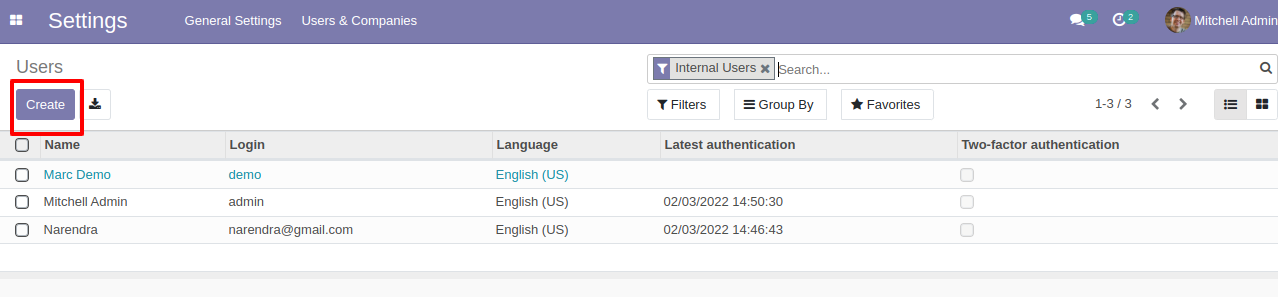 Settings General Settings Users & Companies 5 2 Mitchell Admin
Users Internal Users Search...
Create Filters Group By Favorites 1-3 / 3
Name Login Language Latest authentication Two-factor authentication
Marc Demo demo English (US)
Mitchell Admin admin English (US) 02/03/2022 14:50:30
Narendra narendra@gmail.com English (US) 02/03/2022 14:46:43